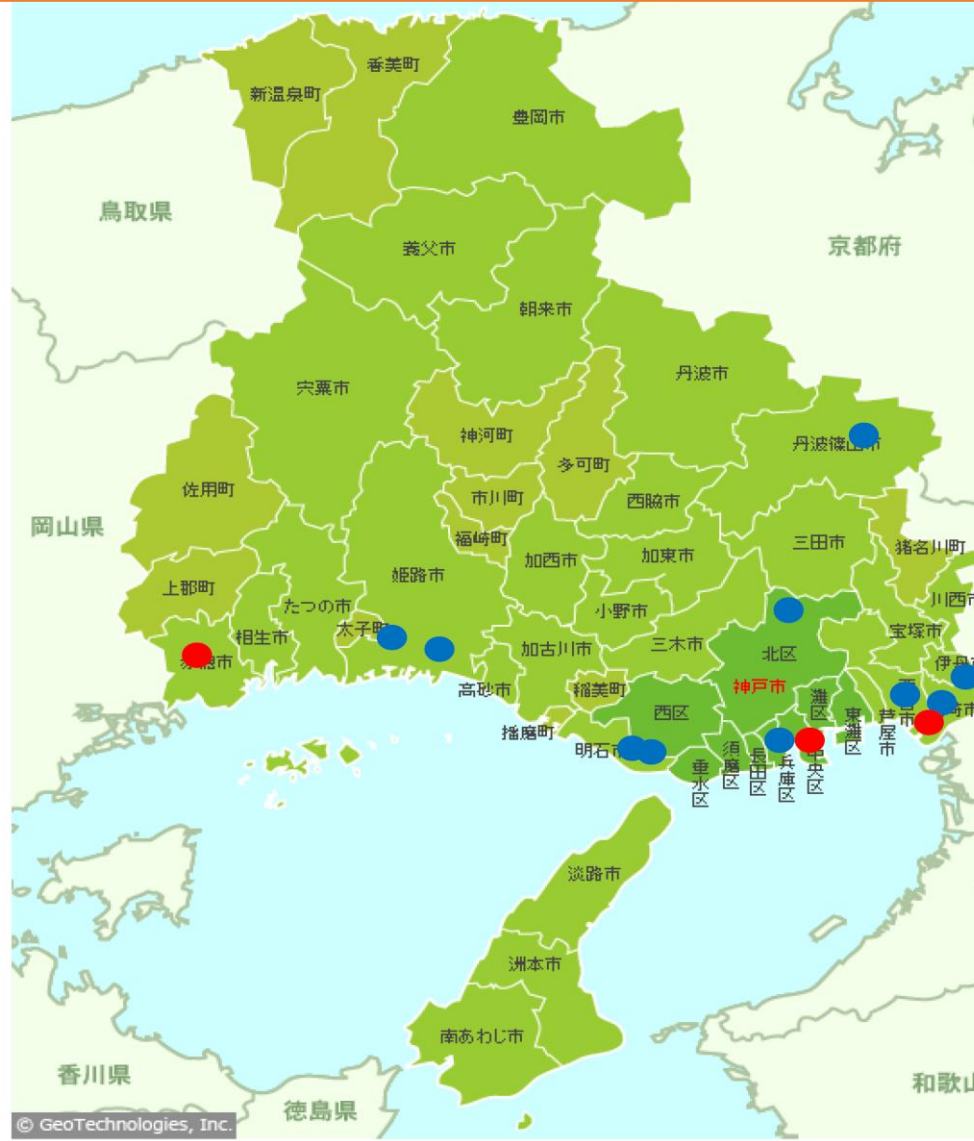 香美町
新温泉町
豊岡市
鳥取県
京都府
養父市
朝来市
宍粟市
丹波市
神河町
丹波篠山市
多可町
佐用町
市川町
西脇市
岡山県
福崎町
三田市
猪名川町
加西市
加東市
上郡町
姫路市
川西市
たつの市
小野市
太子町
宝塚市
相生市
加古川市
三木市
北区
市
伊丹
高砂市
稲美町
神戸市
灘区
西区
東灘区
芦屋市
市
播磨町
明石市
垂水区
須磨区
長田区
兵庫区
中央区
淡路市
洲本市
南あわじ市
香川県
徳島県
和歌山
© GeoTechnologies, Inc.